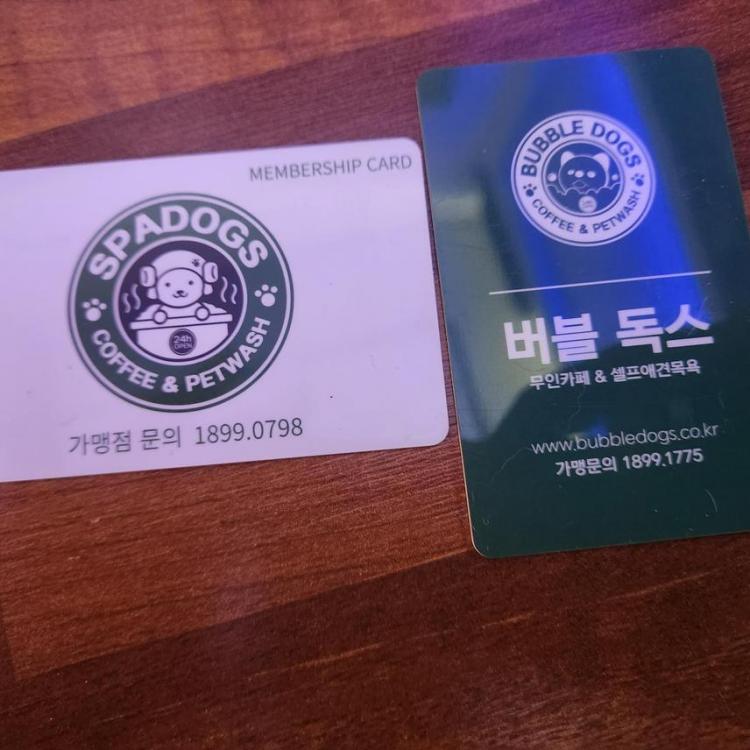 MEMBERSHIP CARD
SPADOGS
24h
OPEN
COFFEE & PETWASH
가맹점 문의 1899.0798
BUBBLE DOGS
COFFEE & PETWASH
버블 독스
무인카페 & 셀프애견목욕
www.bubbledogs.co.kr
가맹문의 1899.1775